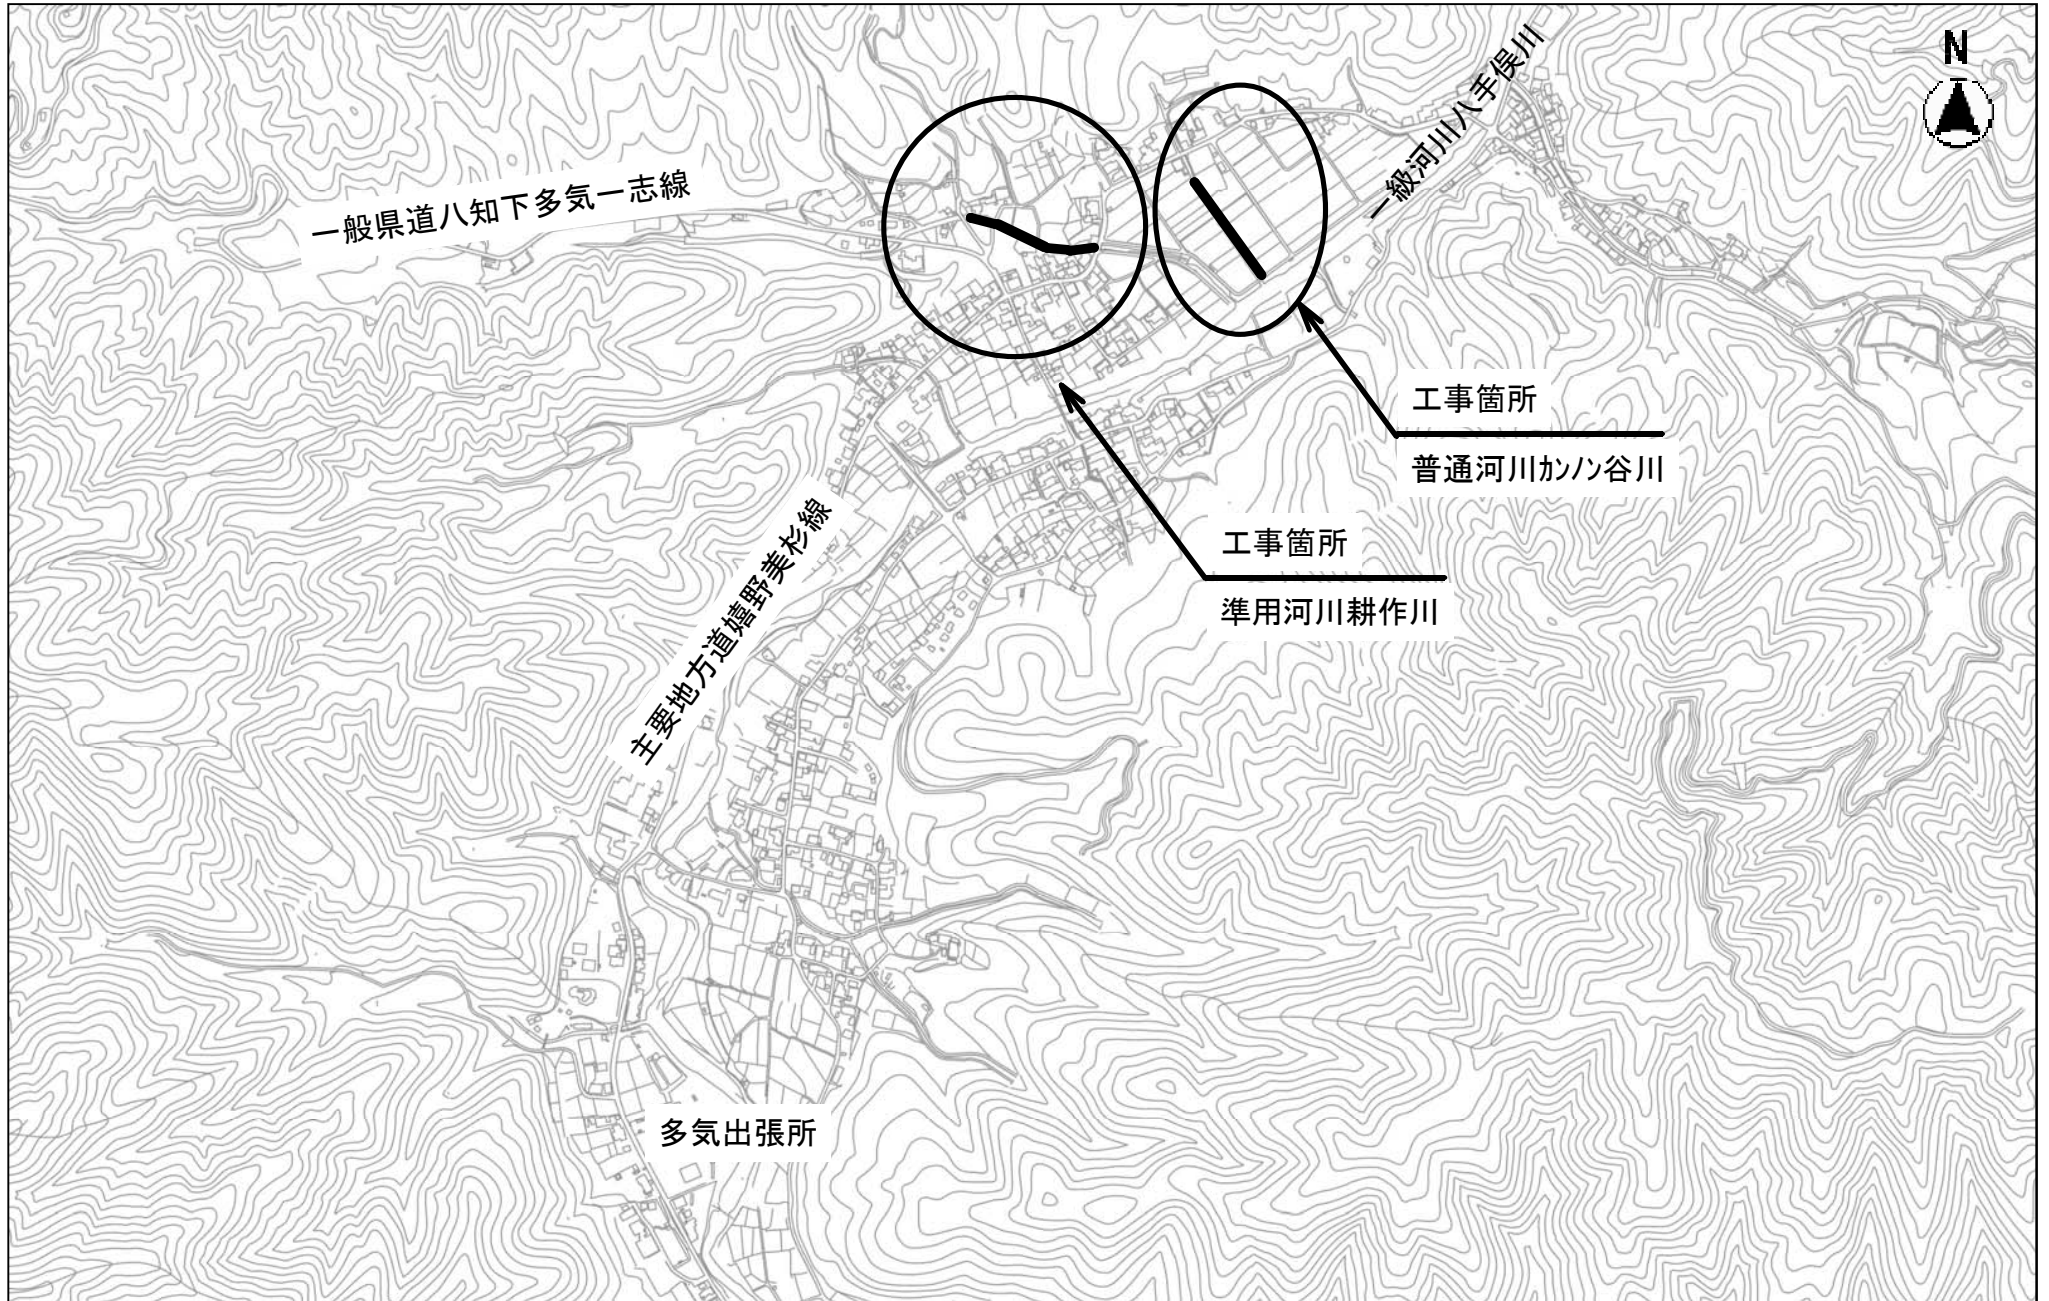 N
一級河川八手俣川
一般県道八知下多気一志線
工事箇所
普通河川ｶﾝﾉﾝ谷川
工事箇所
準用河川耕作川
主要地方道嬉野美杉線
多気出張所